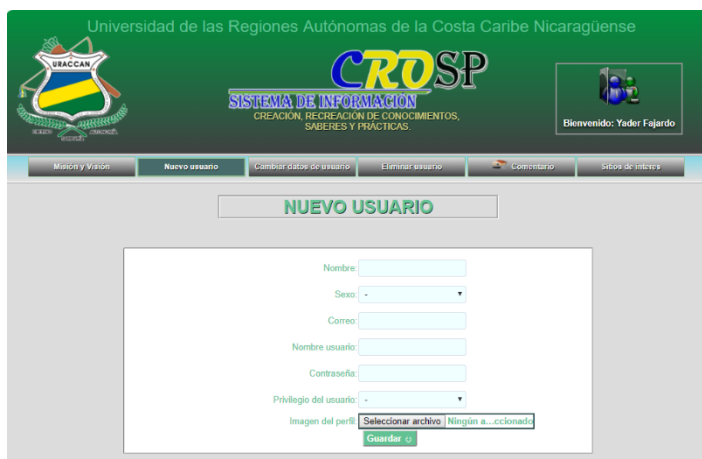 Universidad de las Regiones Autónomas de la Costa Caribe Nicaragüense
URACCAN
CROSP
SISTEMA DE INFORMACIÓN
CREACIÓN, RECREACIÓN DE CONOCIMIENTOS,
SABERES Y PRÁCTICAS.
Bienvenido: Yader Fajardo
Misión y Visión
Nuevo usuario
Cambiar datos de usuario
Eliminar usuario
Comentario
Sitios de interes
NUEVO USUARIO
Nombre:
Sexo: -
Correo:
Nombre usuario:
Contraseña:
Privilegio del usuario: -
Imagen del perfil: Seleccionar archivo Ningún a...ccionado
Guardar